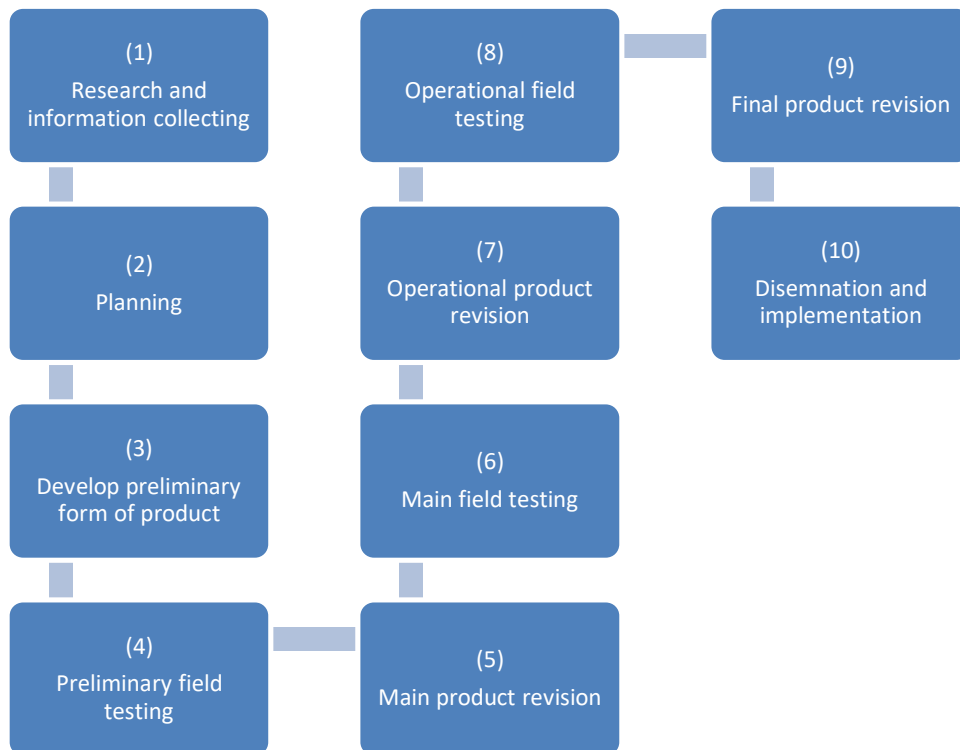 (1)
Research and
information collecting
(2)
Planning
(3)
Develop preliminary
form of product
(4)
Preliminary field
testing
(5)
Main product revision
(6)
Main field testing
(7)
Operational product
revision
(8)
Operational field
testing
(9)
Final product revision
(10)
Disemnation and
implementation